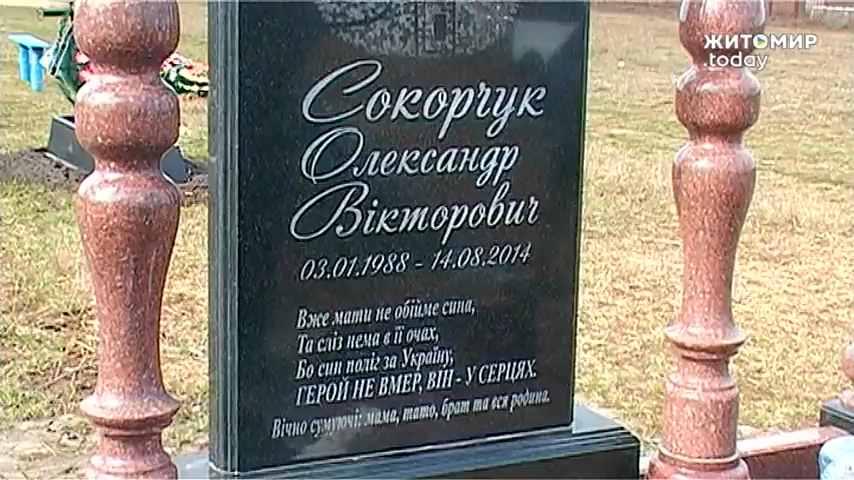 ЖИТОМИР
.today
Сокорчук
Олександр
Вікторович
03.01.1988 - 14.08.2014
Вже мати не обійме сина,
Та сліз нема в її очах,
Бо син поліг за Україну,
ГЕРОЙ НЕ ВМЕР, ВІН - У СЕРЦЯХ.
Вічно сумуючі: мама, тато, брат та вся родина.